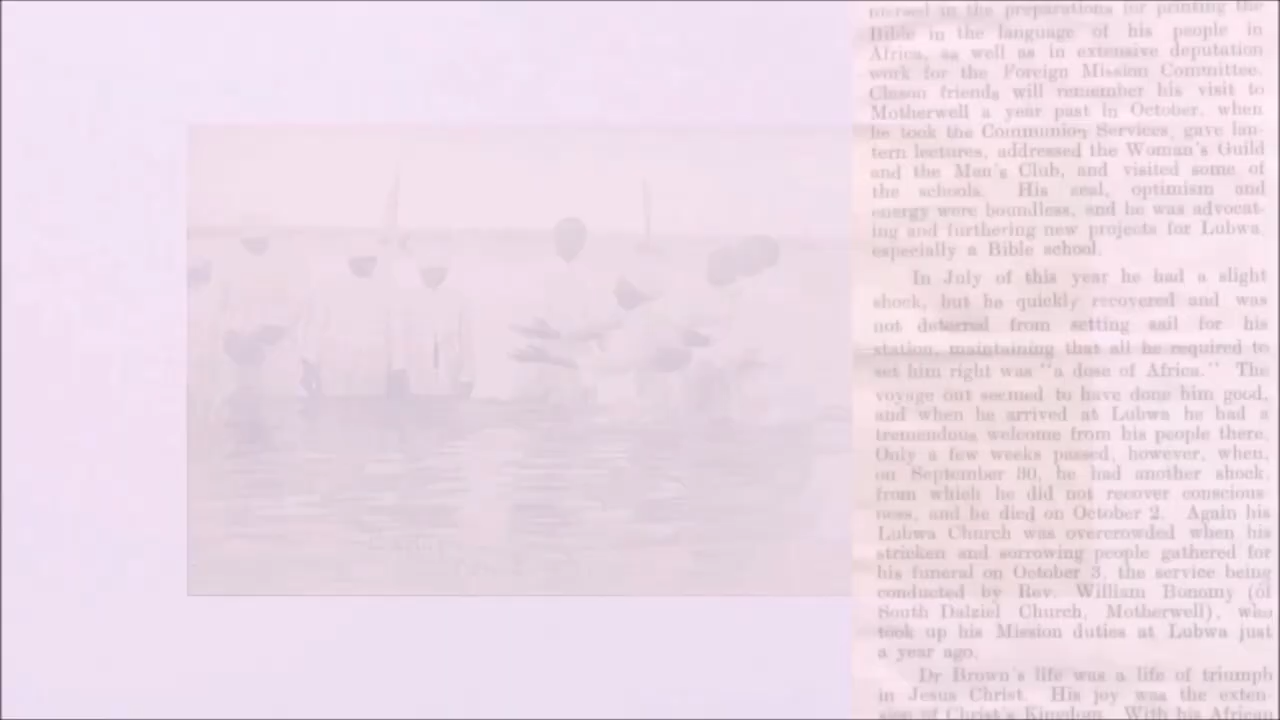 mersed in the preparations for printing the
Bible in the language of his people in
Africa, as well as in extensive deputation
work for the Foreign Mission Committee.
Clason friends will remember his visit to
Motherwell a year past in October, when
he took the Communion Services, gave lan-
tern lectures, addressed the Woman's Guild
and the Men's Club, and visited some of
the schools. His zeal, optimism and
energy were boundless, and he was advocat-
ing and furthering new projects for Lubwa,
especially a Bible school.
In July of this year he had a slight
shock, but he quickly recovered and was
not deterred from setting sail for his
station, maintaining that all he required to
set him right was "a dose of Africa." The
voyage out seemed to have done him good,
and when he arrived at Lubwa he had a
tremendous welcome from his people there.
Only a few weeks passed, however, when,
on September 30, he had another shock,
from which he did not recover conscious-
ness, and he died on October 2. Again his
Lubwa Church was overcrowded when his
stricken and sorrowing people gathered for
his funeral on October 3, the service being
conducted by Rev. William Bonomy (of
South Dalziel Church, Motherwell), who
took up his Mission duties at Lubwa just
a year ago.
Dr Brown's life was a life of triumph
in Jesus Christ. His joy was the exten-
sion of Christ's Kingdom. With his African